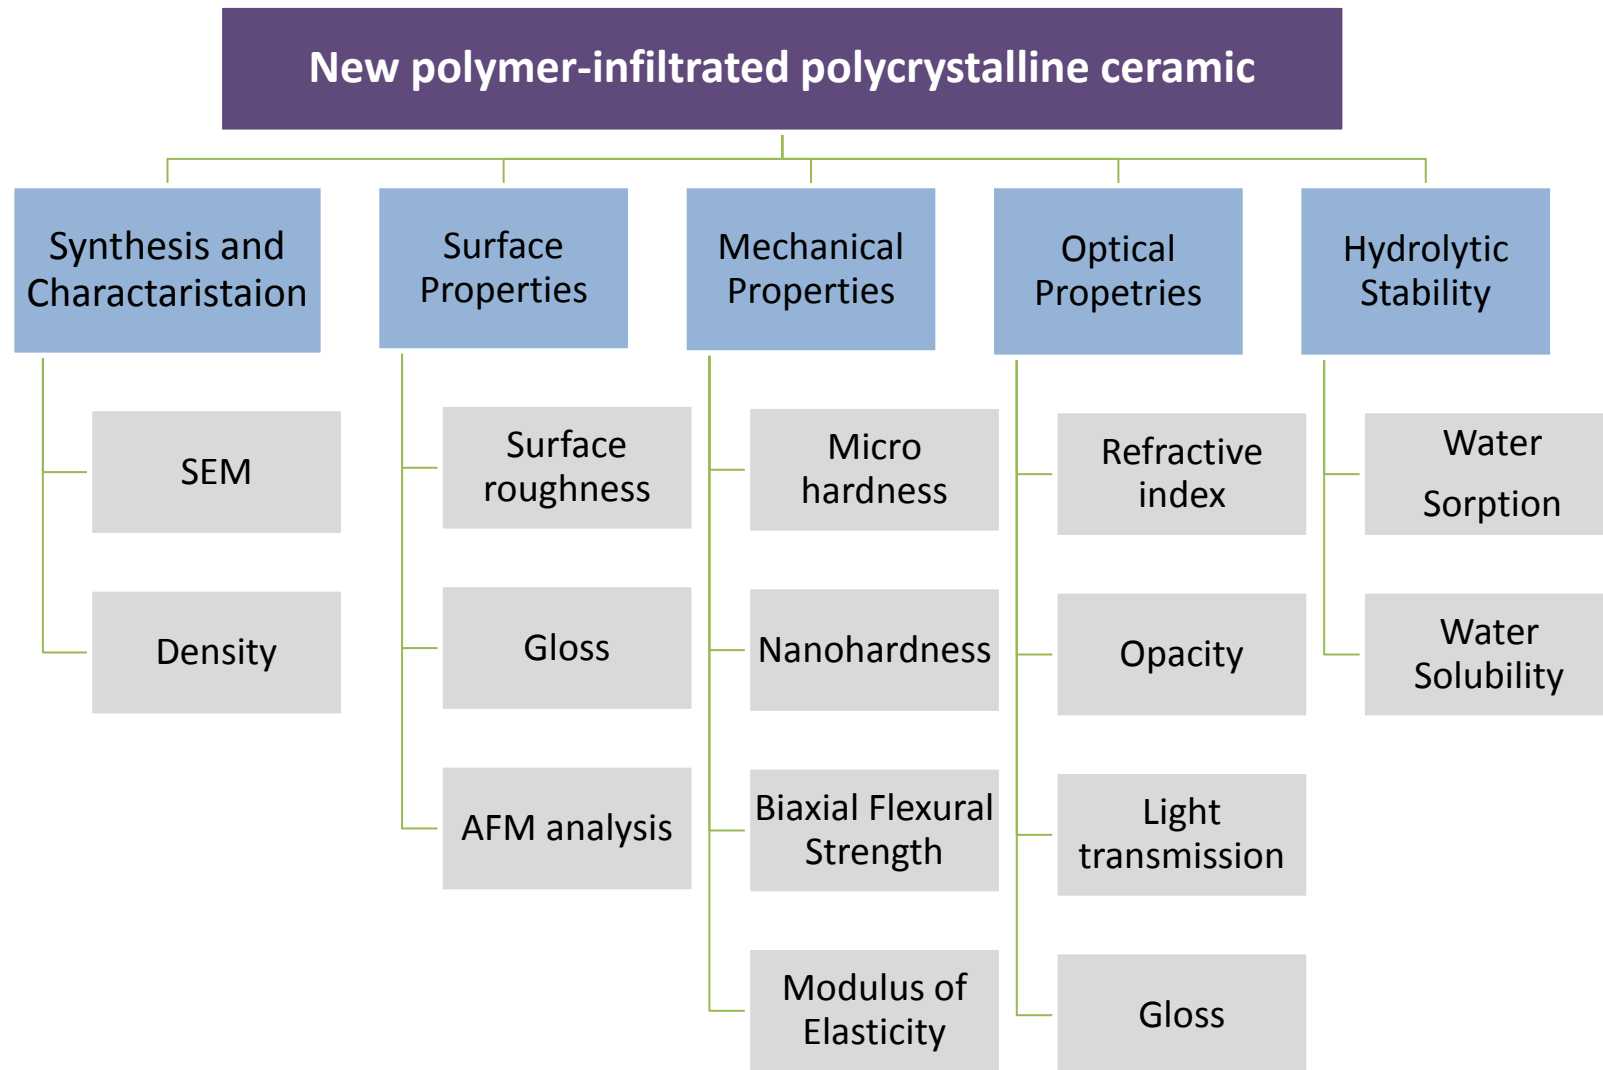 New polymer-infiltrated polycrystalline ceramic
Synthesis and
Charactaristaion
SEM
Density
Surface
Properties
Surface
roughness
Gloss
AFM analysis
Mechanical
Properties
Micro
hardness
Nanohardness
Biaxial Flexural
Strength
Modulus of
Elasticity
Optical
Propetries
Refractive
index
Opacity
Light
transmission
Gloss
Hydrolytic
Stability
Water
Sorption
Water
Solubility